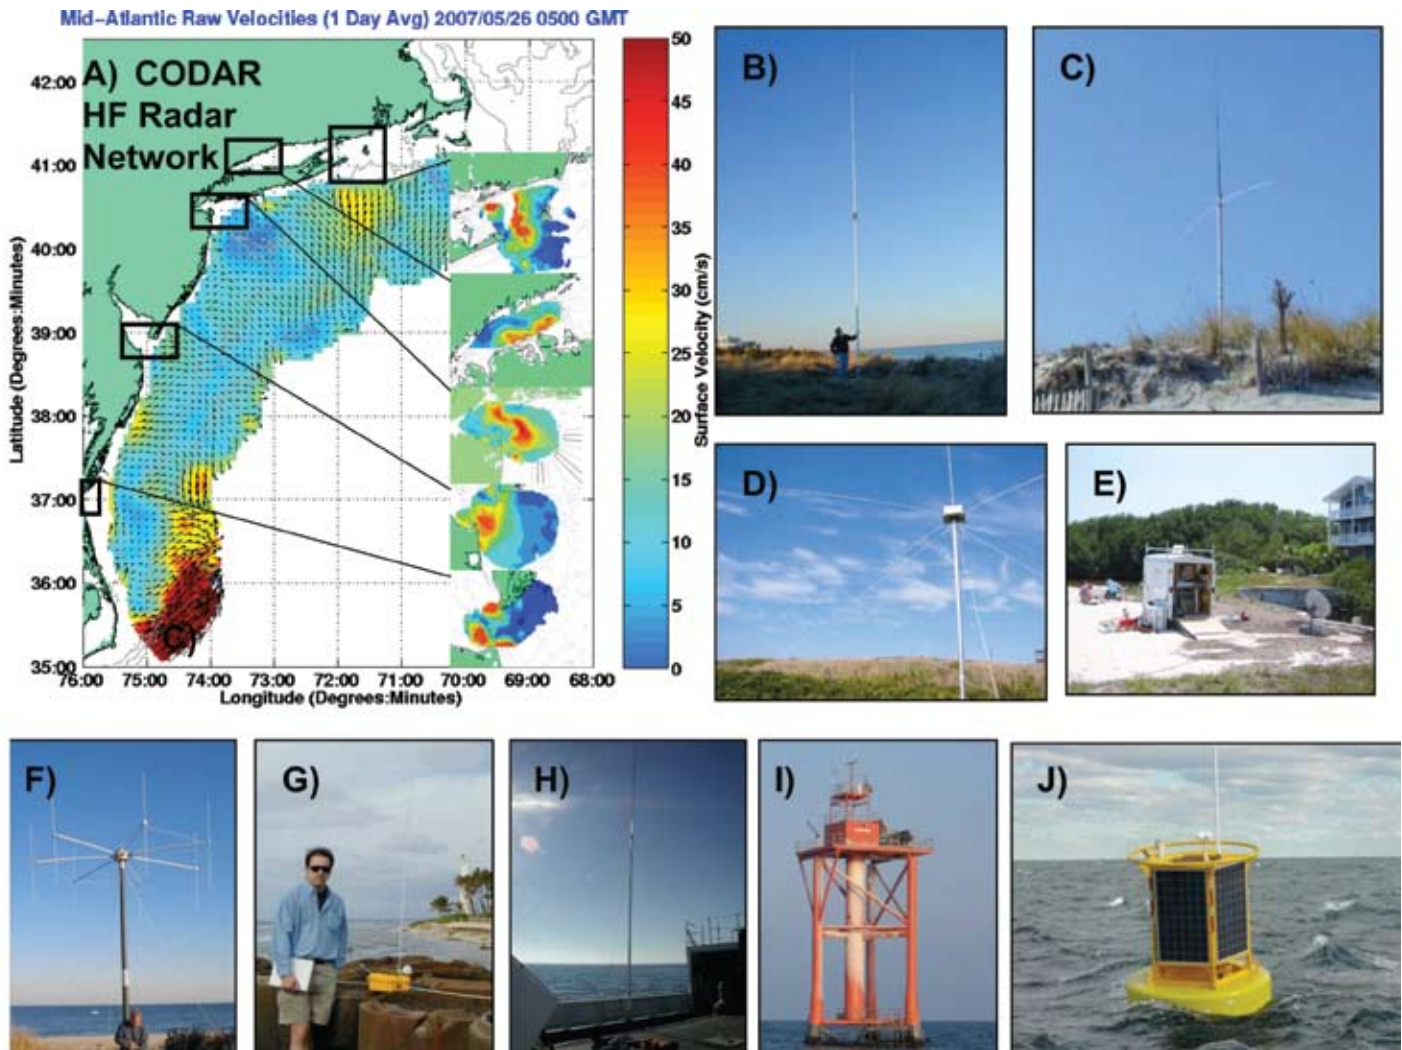 Mid-Atlantic Raw Velocities (1 Day Avg) 2007/05/26 0500 GMT
A) CODAR
HF Radar
Network
42:00
41:00
40:00
39:00
38:00
37:00
36:00
35:00
Latitude (Degrees:Minutes)
76:00 75:00 74:00 73:00 72:00 71:00 70:00 69:00 68:00
Longitude (Degrees:Minutes)
C)
50
45
40
35
30
25
20
15
10
5
0
Surface Velocity (cm/s)
B)
C)
D)
E)
F)
G)
H)
I)
J)